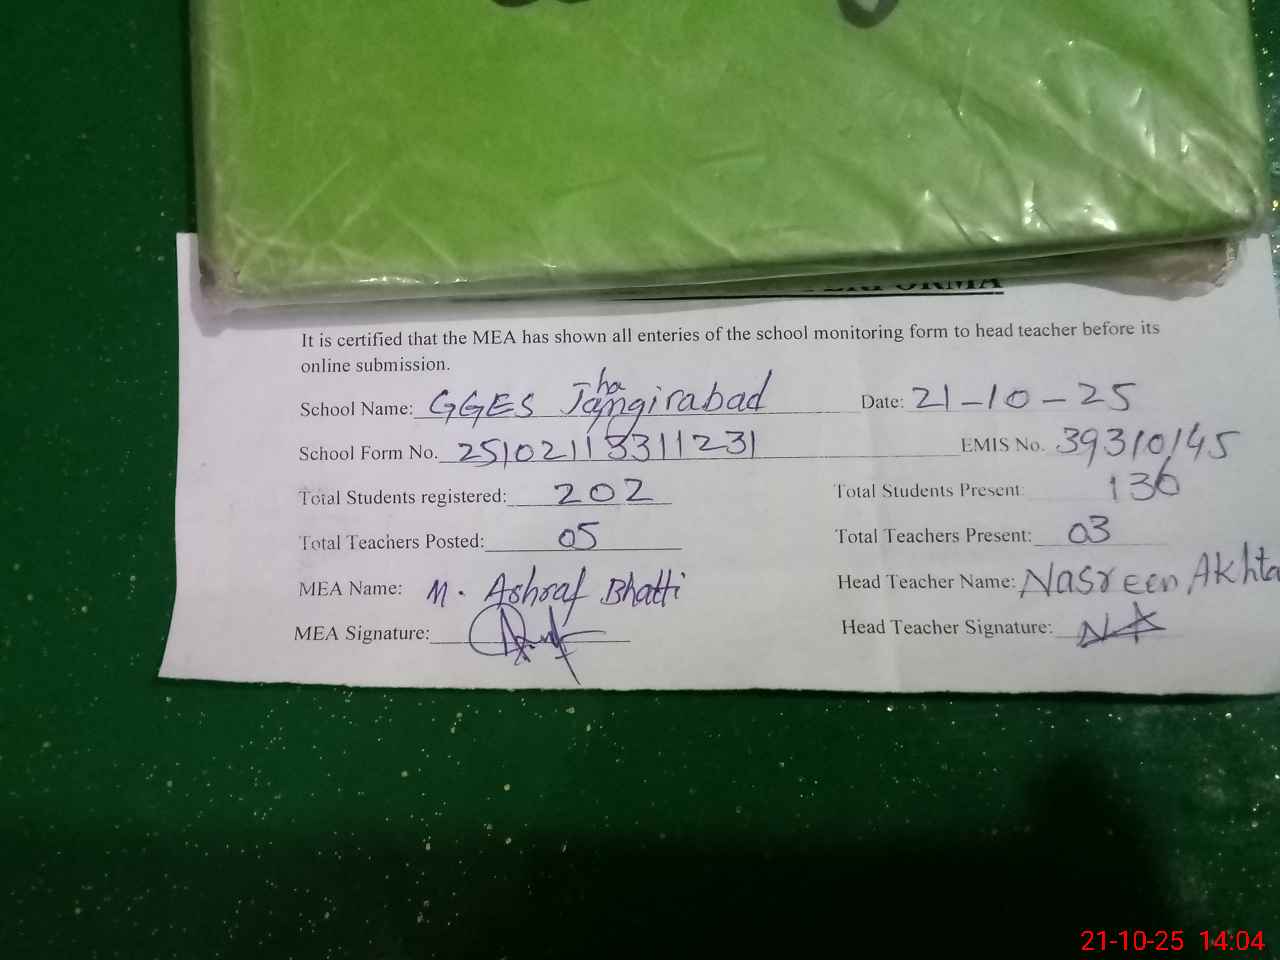 It is certified that the MEA has shown all enteries of the school monitoring form to head teacher before its
online submission.
School Name: GGES Jahangirabad Date: 21-10-25
School Form No. EMIS No. 39310145
Total Students registered: 202 Total Students Present: 136
Total Teachers Posted: 05 Total Teachers Present: 03
MEA Name: M. Ashraf Bhatti Head Teacher Name: Nasreen Akhta
MEA Signature: Head Teacher Signature: NA
21-10-25 14:04